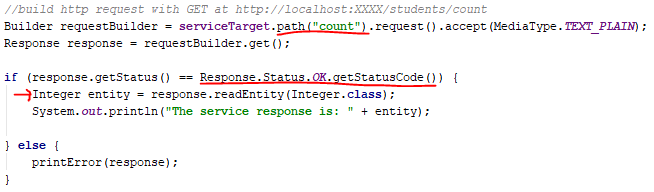 //build http request with GET at http://localhost:XXXX/students/count
Builder requestBuilder = serviceTarget.path("count").request().accept(MediaType.TEXT_PLAIN);
Response response = requestBuilder.get();
if (response.getStatus() == Response.Status.OK.getStatusCode()) {
Integer entity = response.readEntity(Integer.class);
System.out.println("The service response is: " + entity);
} else {
printError(response);
}